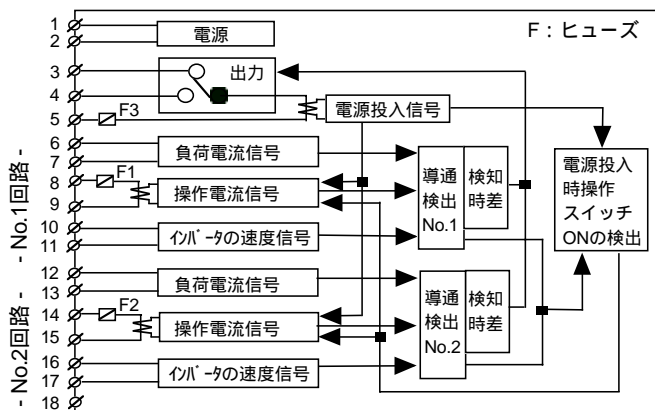 F：ヒューズ
1
2
電源
3
4
5
F3
出力
電源投入信号
- No.1回路 -
6
7
負荷電流信号
8
9
F1
操作電流信号
10
11
ｲﾝﾊﾞｰﾀの速度信号
導通
検出
No.1
検知
時差
電源投入
時操作
スイッチ
ONの検出
- No.2回路 -
12
13
負荷電流信号
14
15
F2
操作電流信号
16
17
ｲﾝﾊﾞｰﾀの速度信号
18
導通
検出
No.2
検知
時差